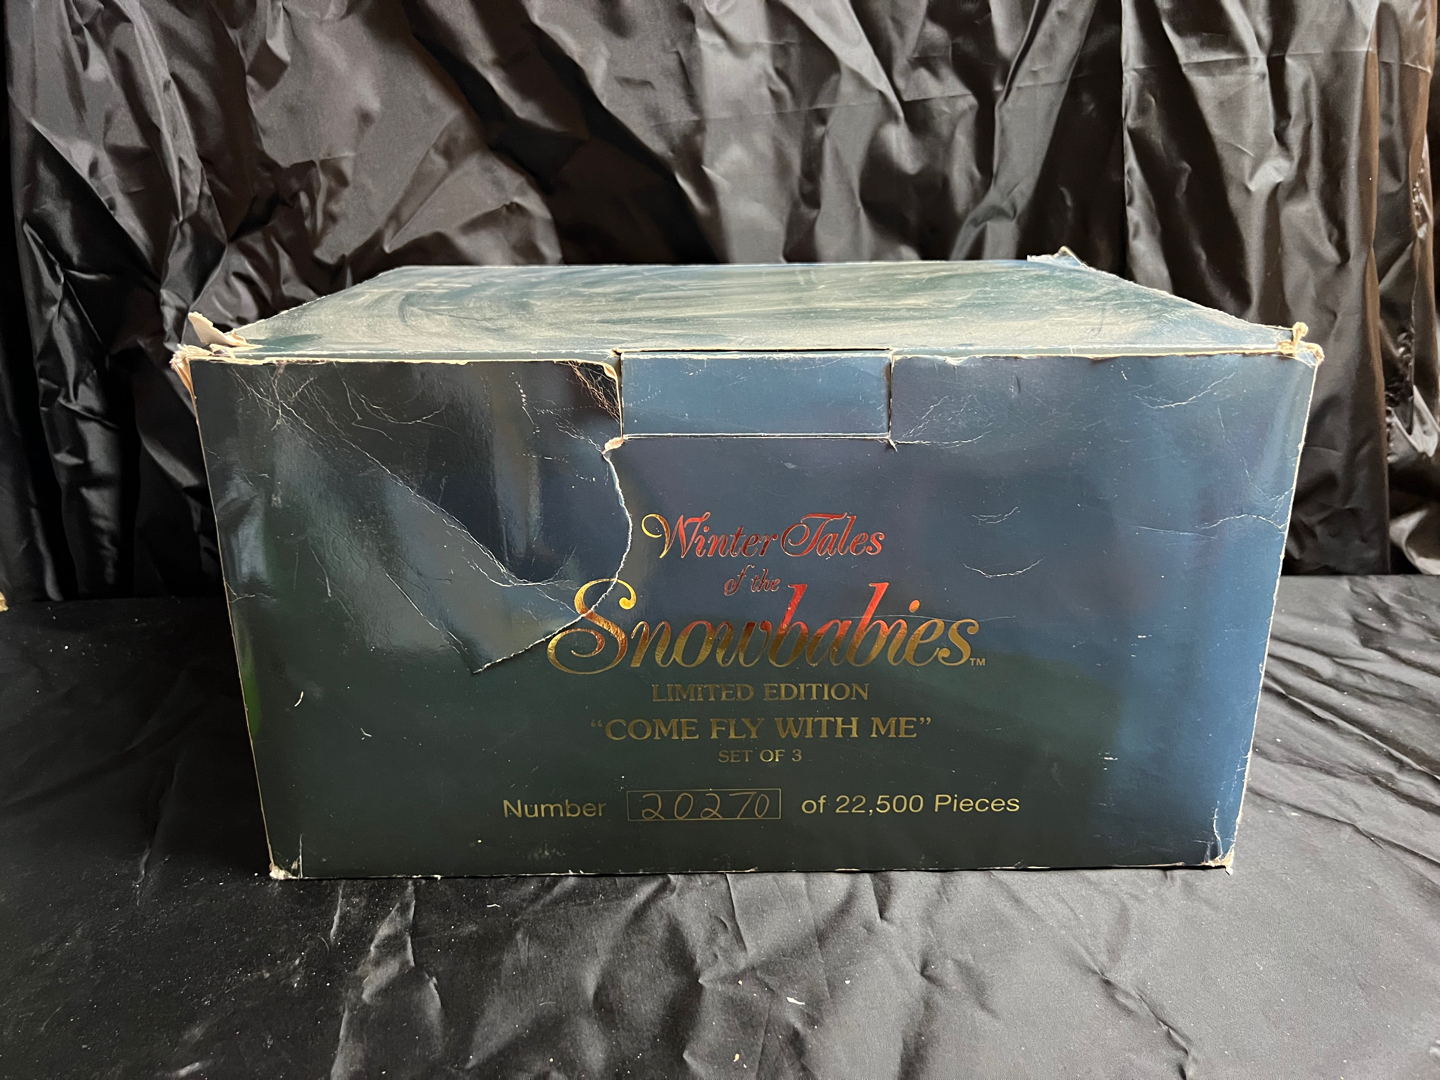 Winter Tales
of the
Snowbabies™
LIMITED EDITION
"COME FLY WITH ME"
SET OF 3
Number 20270 of 22,500 Pieces